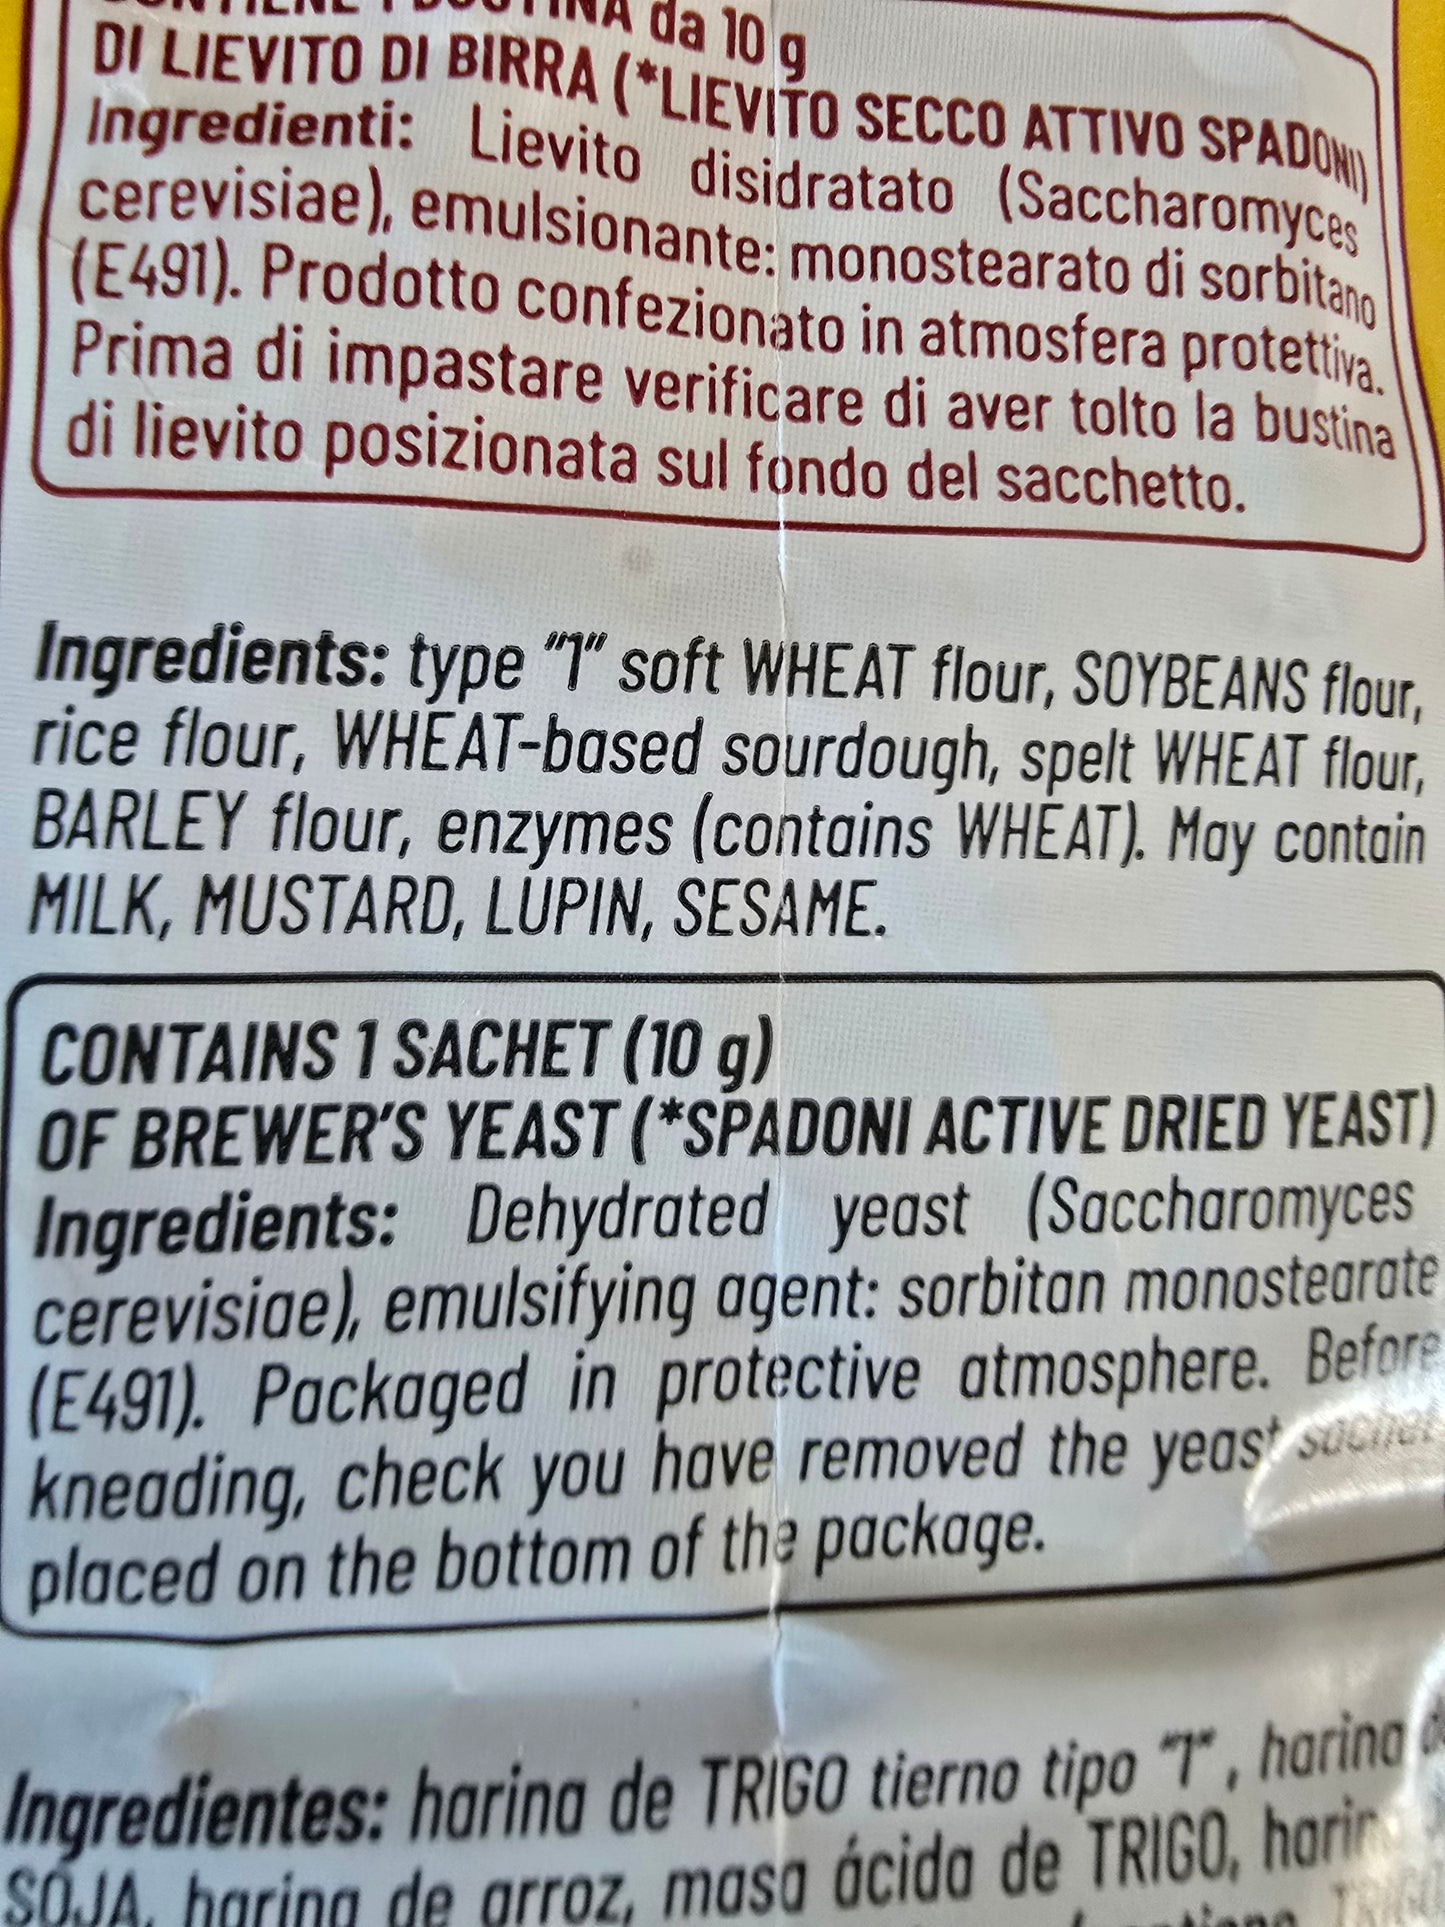 CONTIENE 1 BUSTINA da 10 g
DI LIEVITO DI BIRRA (*LIEVITO SECCO ATTIVO SPADONI)
Ingredienti: Lievito disidratato (Saccharomyces
cerevisiae), emulsionante: monostearato di sorbitano
(E491). Prodotto confezionato in atmosfera protettiva.
Prima di impastare verificare di aver tolto la bustina
di lievito posizionata sul fondo del sacchetto.
Ingredients: type "1" soft WHEAT flour, SOYBEANS flour,
rice flour, WHEAT-based sourdough, spelt WHEAT flour,
BARLEY flour, enzymes (contains WHEAT). May contain
MILK, MUSTARD, LUPIN, SESAME.
CONTAINS 1 SACHET (10 g)
OF BREWER'S YEAST (*SPADONI ACTIVE DRIED YEAST)
Ingredients: Dehydrated yeast (Saccharomyces
cerevisiae), emulsifying agent: sorbitan monostearate
(E491). Packaged in protective atmosphere. Before
kneading, check you have removed the yeast sachet
placed on the bottom of the package.
Ingredientes: harina de TRIGO tierno tipo "1", harina
SOJA, harina de arroz, masa ácida de TRIGO,